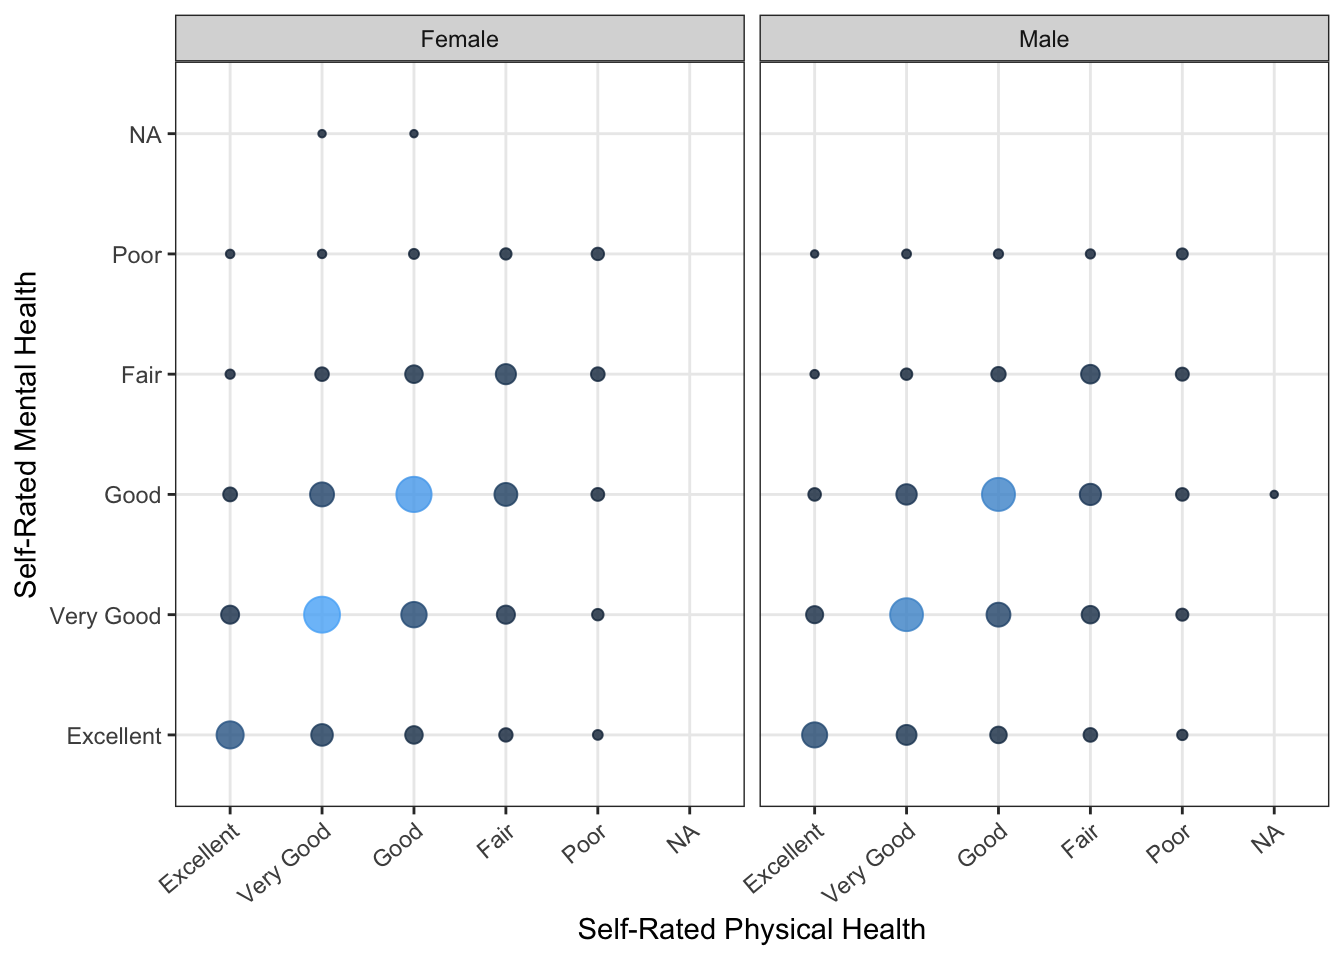 Female
Male
Self-Rated Mental Health
NA
Poor
Fair
Good
Very Good
Excellent
Excellent
Very Good
Good
Fair
Poor
NA
Excellent
Very Good
Good
Fair
Poor
NA
Self-Rated Physical Health